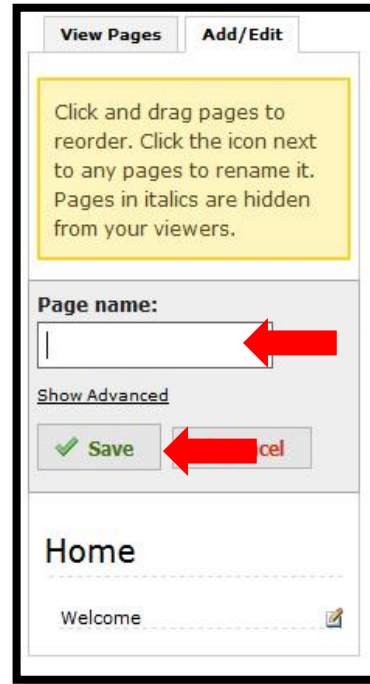 View Pages Add/Edit
Click and drag pages to
reorder. Click the icon next
to any pages to rename it.
Pages in italics are hidden
from your viewers.
Page name:
Show Advanced
Save
Home
Welcome